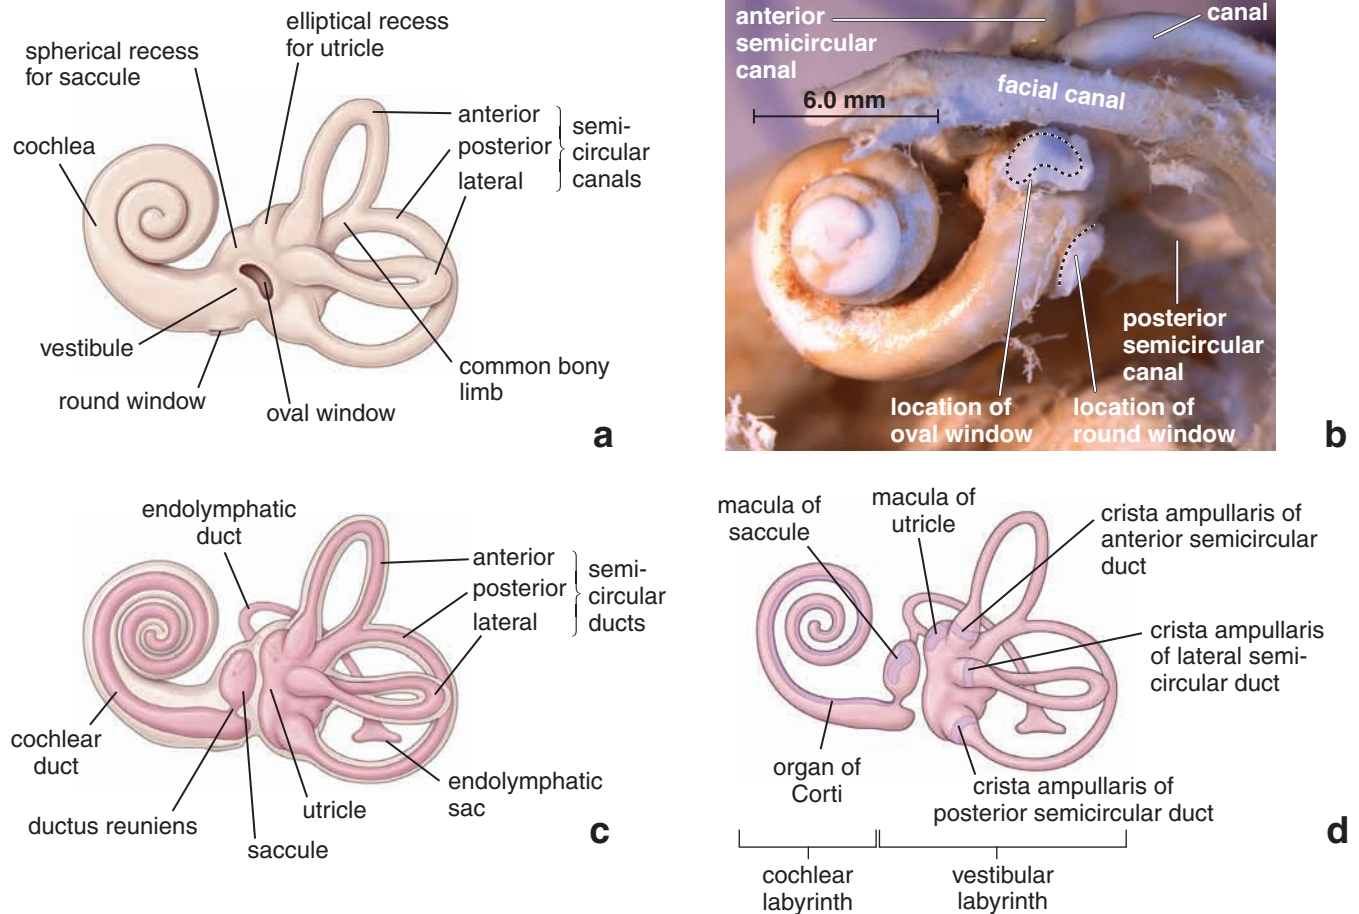 elliptical recess
for utricle
spherical recess
for saccule
cochlea
anterior
posterior
lateral
semi-
circular
canals
vestibule
round window
oval window
common bony
limb
a
anterior
semicircular
canal
canal
facial canal
6.0 mm
posterior
semicircular
canal
location of
oval window
location of
round window
b
endolymphatic
duct
anterior
posterior
lateral
semi-
circular
ducts
cochlear
duct
ductus reuniens
saccule
utricle
endolymphatic
sac
c
macula of
saccule
macula of
utricle
crista ampullaris of
anterior semicircular
duct
crista ampullaris
of lateral semi-
circular duct
organ of
Corti
crista ampullaris of
posterior semicircular duct
d
cochlear
labyrinth
vestibular
labyrinth